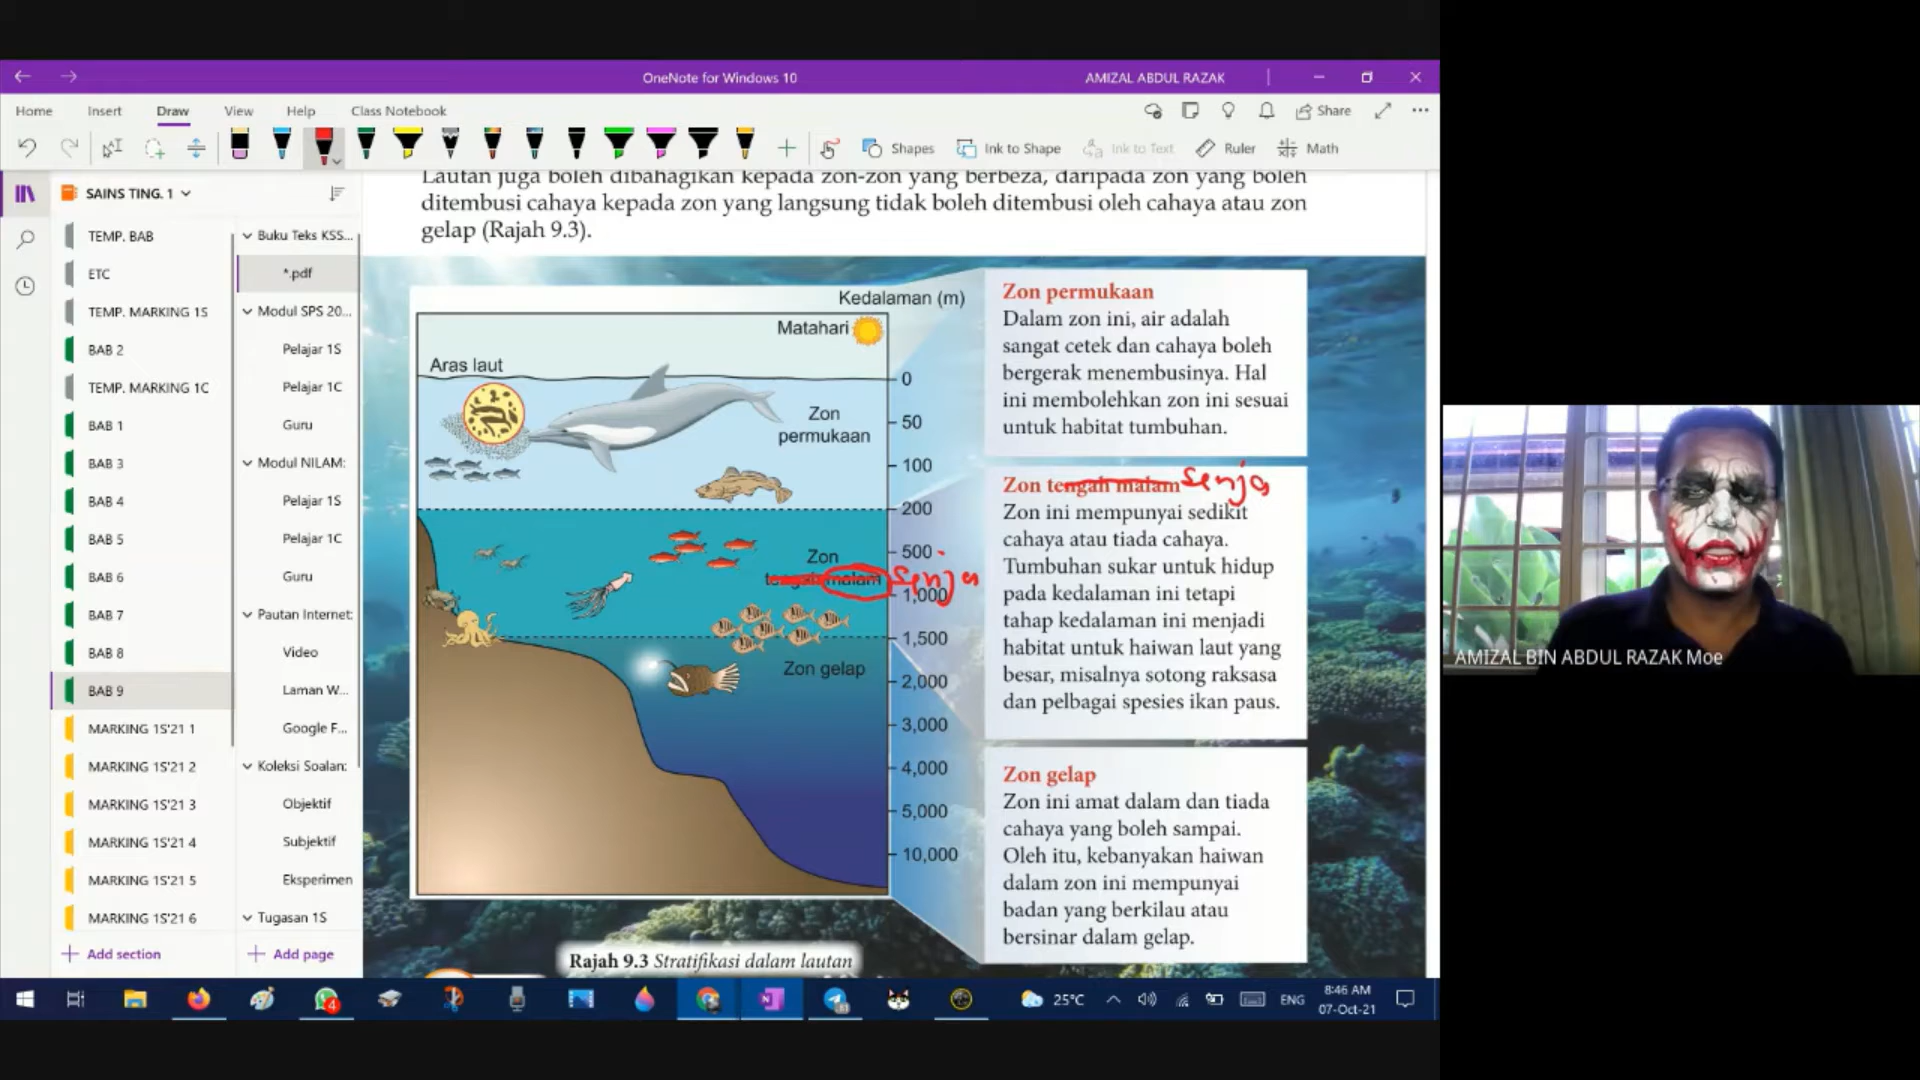 OneNote for Windows 10
AMIZAL ABDUL RAZAK
Home Insert Draw View Help Class Notebook
Share
Shapes Ink to Shape Ink to Text Ruler Math
SAINS TING. 1
TEMP. BAB
ETC
TEMP. MARKING 1S
BAB 2
TEMP. MARKING 1C
BAB 1
BAB 3
BAB 4
BAB 5
BAB 6
BAB 7
BAB 8
BAB 9
MARKING 1S'21 1
MARKING 1S'21 2
MARKING 1S'21 3
MARKING 1S'21 4
MARKING 1S'21 5
MARKING 1S'21 6
Add section
Buku Teks KSS...
*.pdf
Modul SPS 20...
Pelajar 1S
Pelajar 1C
Guru
Modul NILAM:
Pelajar 1S
Pelajar 1C
Guru
Pautan Internet:
Video
Laman W...
Google F...
Koleksi Soalan:
Objektif
Subjektif
Eksperimen
Tugasan 1S
Add page
Lautan juga boleh dibahagikan kepada zon-zon yang berbeza, daripada zon yang boleh
ditembusi cahaya kepada zon yang langsung tidak boleh ditembusi oleh cahaya atau zon
gelap (Rajah 9.3).
Kedalaman (m)
Matahari
Aras laut
0
Zon
permukaan
50
100
200
500
Zon
tengah malam senja
1,000
1,500
Zon gelap
2,000
3,000
4,000
5,000
10,000
Rajah 9.3 Stratifikasi dalam lautan
Zon permukaan
Dalam zon ini, air adalah
sangat cetek dan cahaya boleh
bergerak menembusinya. Hal
ini membolehkan zon ini sesuai
untuk habitat tumbuhan.
Zon tengah malam senja
Zon ini mempunyai sedikit
cahaya atau tiada cahaya.
Tumbuhan sukar untuk hidup
pada kedalaman ini tetapi
tahap kedalaman ini menjadi
habitat untuk haiwan laut yang
besar, misalnya sotong raksasa
dan pelbagai spesies ikan paus.
Zon gelap
Zon ini amat dalam dan tiada
cahaya yang boleh sampai.
Oleh itu, kebanyakan haiwan
dalam zon ini mempunyai
badan yang berkilau atau
bersinar dalam gelap.
AMIZAL BIN ABDUL RAZAK Moe
4
25°C
ENG
8:46 AM
07-Oct-21